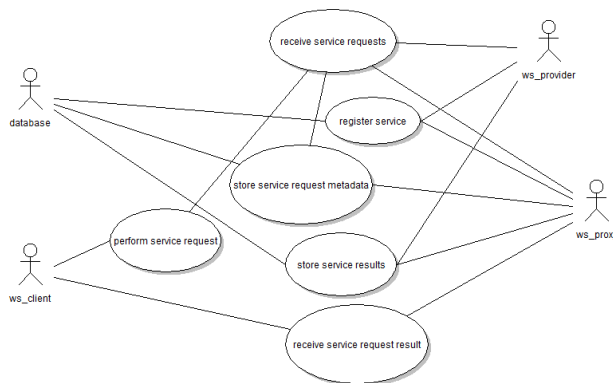 receive service requests
ws_provider
database
register service
store service request metadata
ws_prox
perform service request
store service results
ws_client
receive service request result